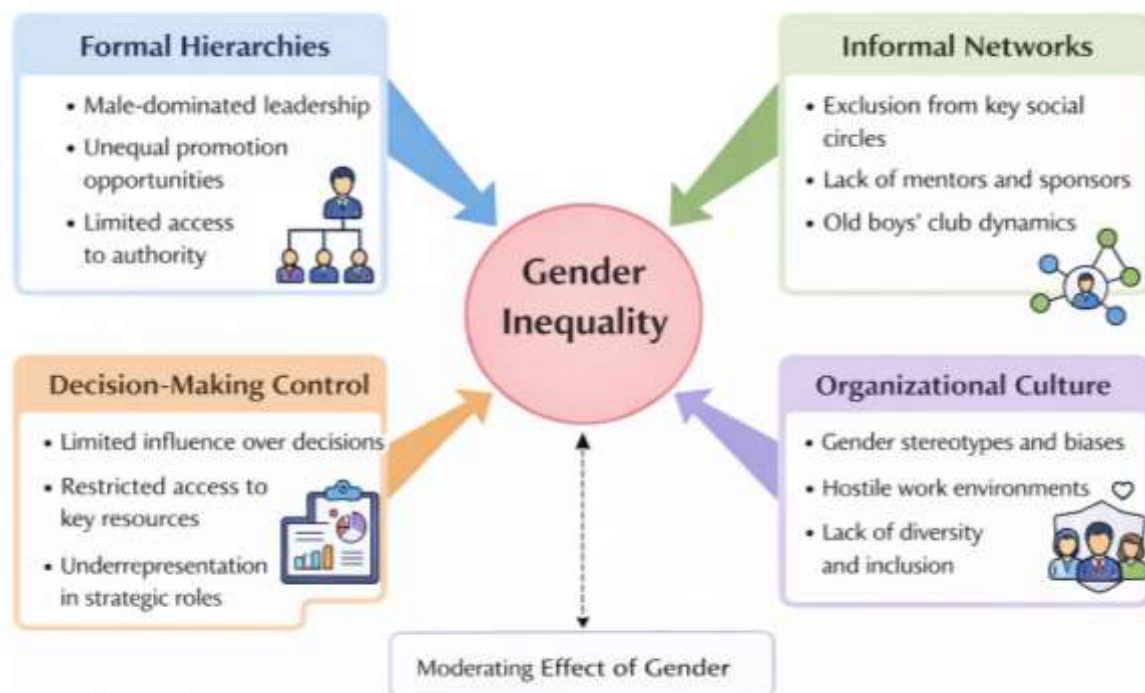 Formal Hierarchies
• Male-dominated leadership
• Unequal promotion
opportunities
• Limited access
to authority
Informal Networks
• Exclusion from key social
circles
• Lack of mentors and sponsors
• Old boys' club dynamics
Gender
Inequality
Decision-Making Control
• Limited influence over decisions
• Restricted access to
key resources
• Underrepresentation
in strategic roles
Organizational Culture
• Gender stereotypes and biases
• Hostile work environments
• Lack of diversity
and inclusion
Moderating Effect of Gender